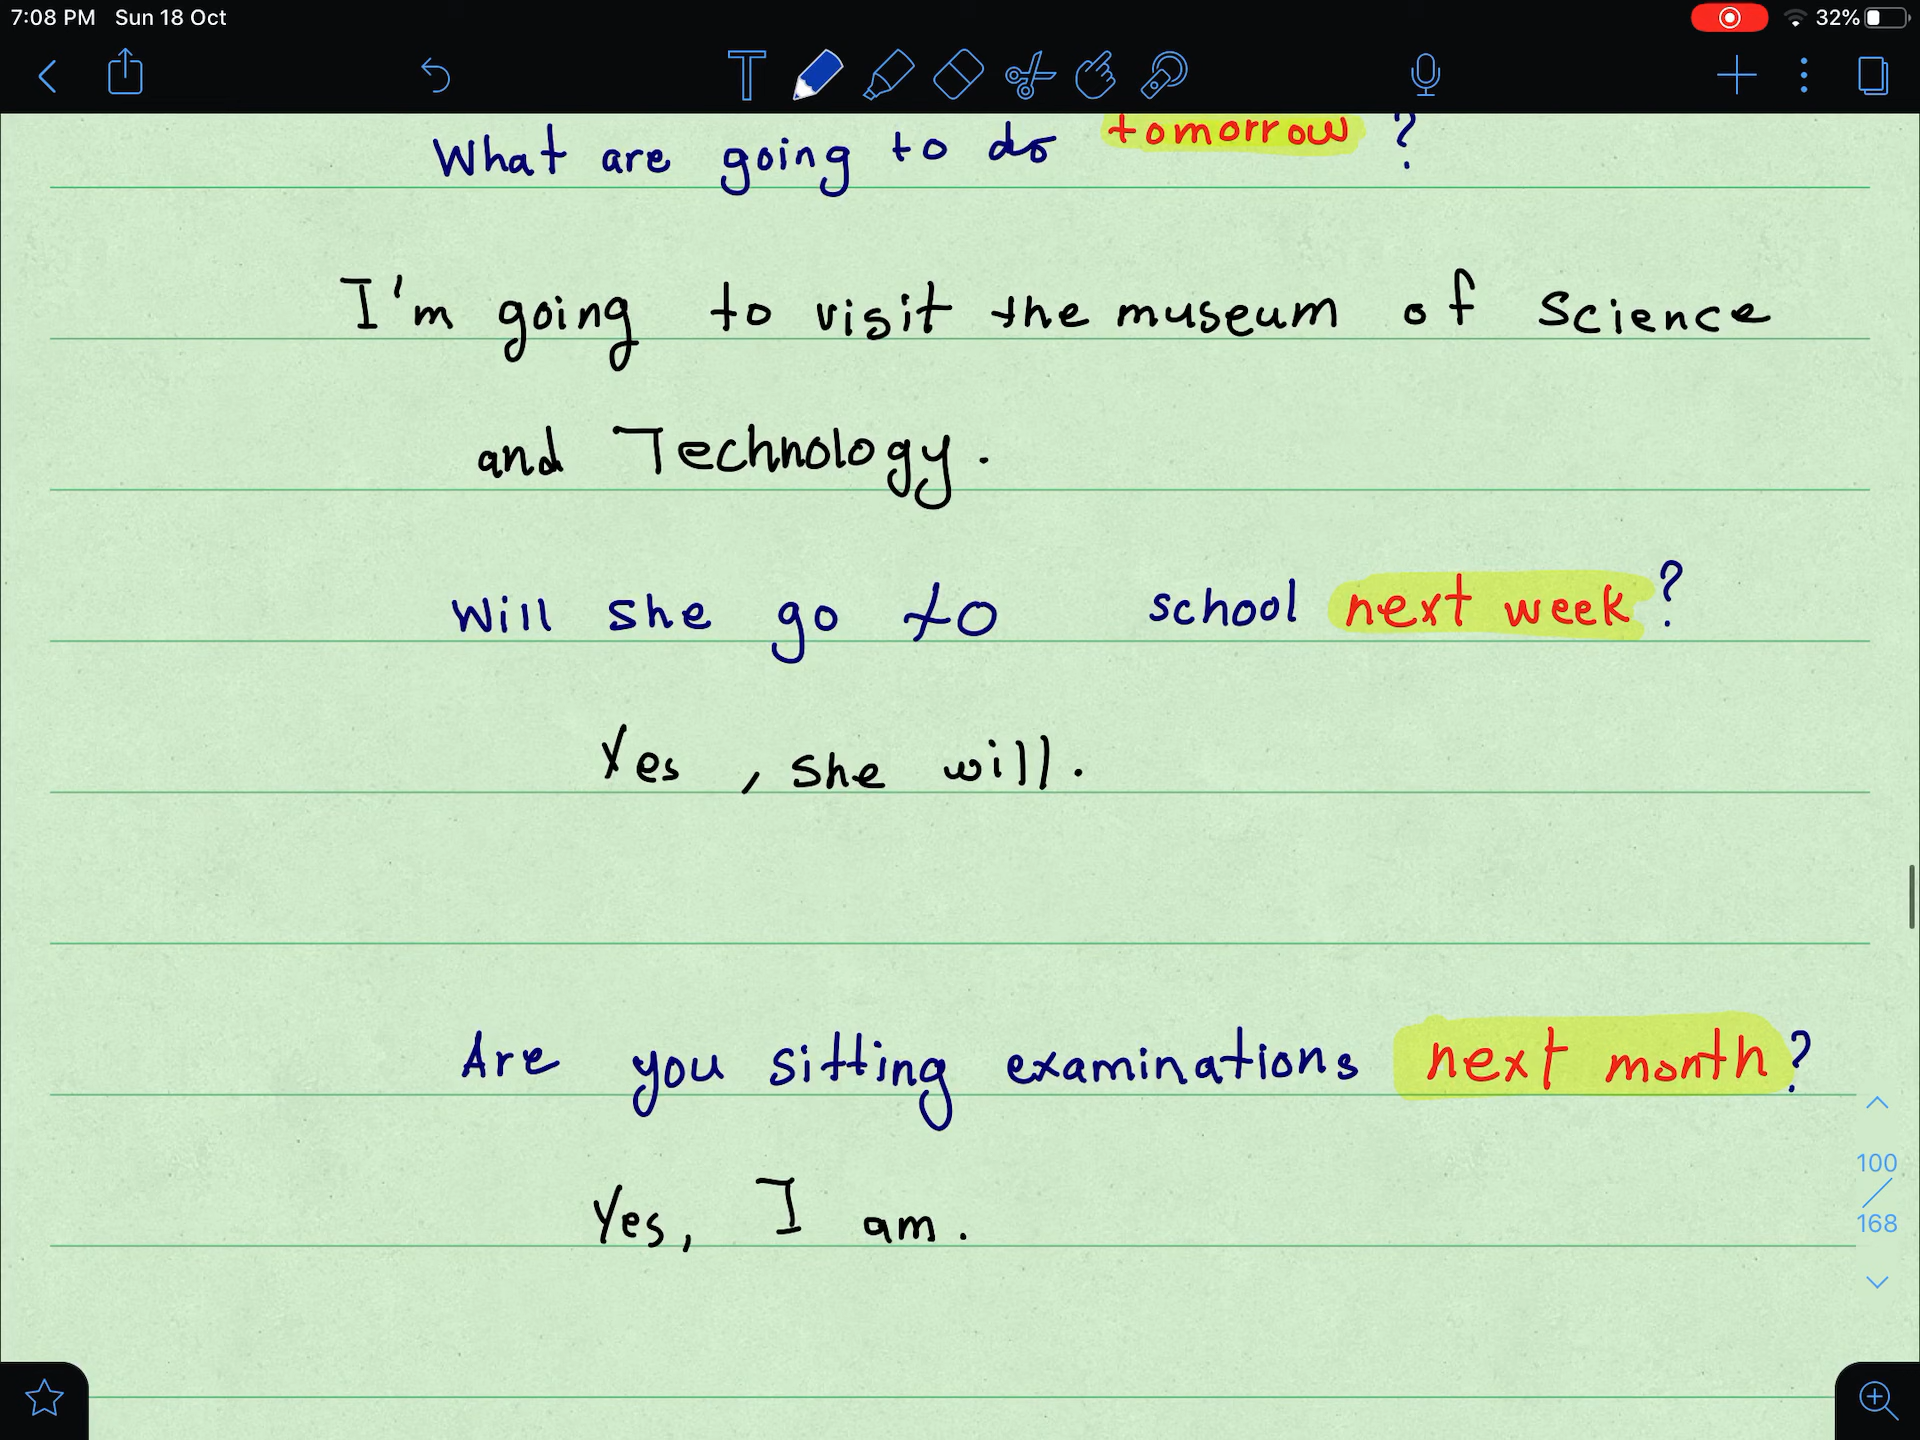 7:08 PM Sun 18 Oct 32%
What are going to do tomorrow ?
I'm going to visit the museum of Science
and Technology.
Will she go to school next week ?
Yes , she will.
Are you sitting examinations next month ?
100
168
Yes, I am.